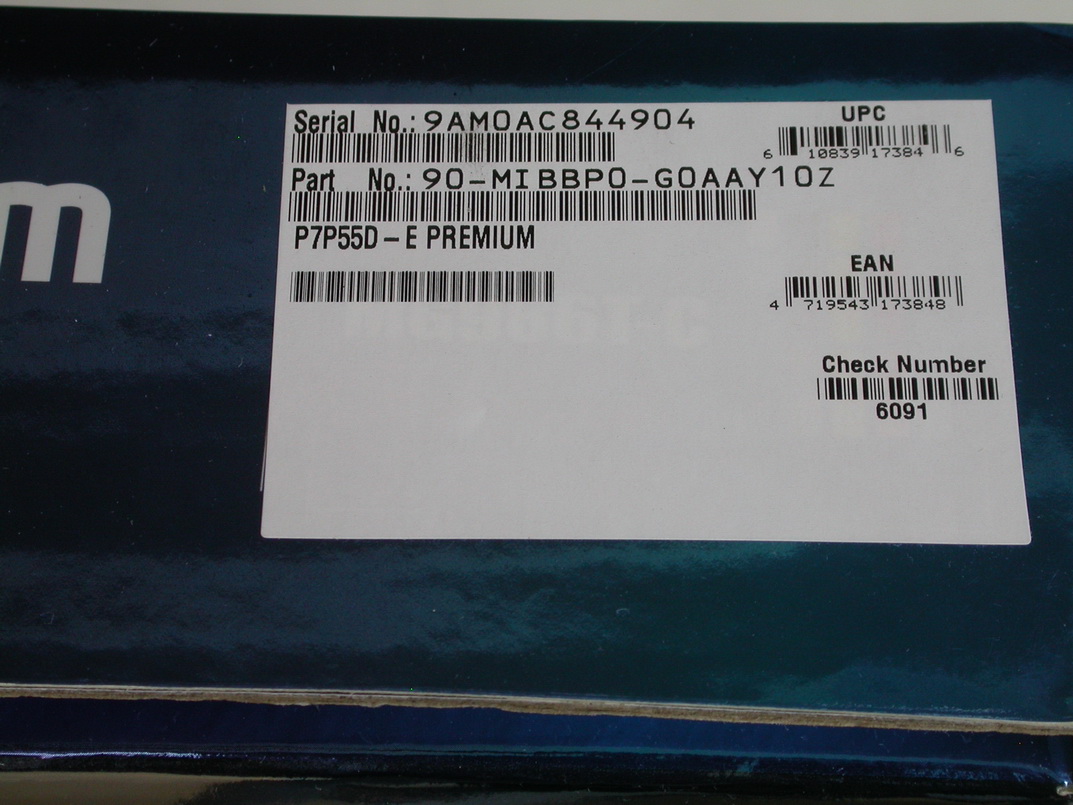 m
Serial No.: 9AM0AC844904
UPC
6 10839 17384 6
Part No.: 90-MIBBP0-G0AAY10Z
P7P55D-E PREMIUM
EAN
4 719543 173848
Check Number
6091